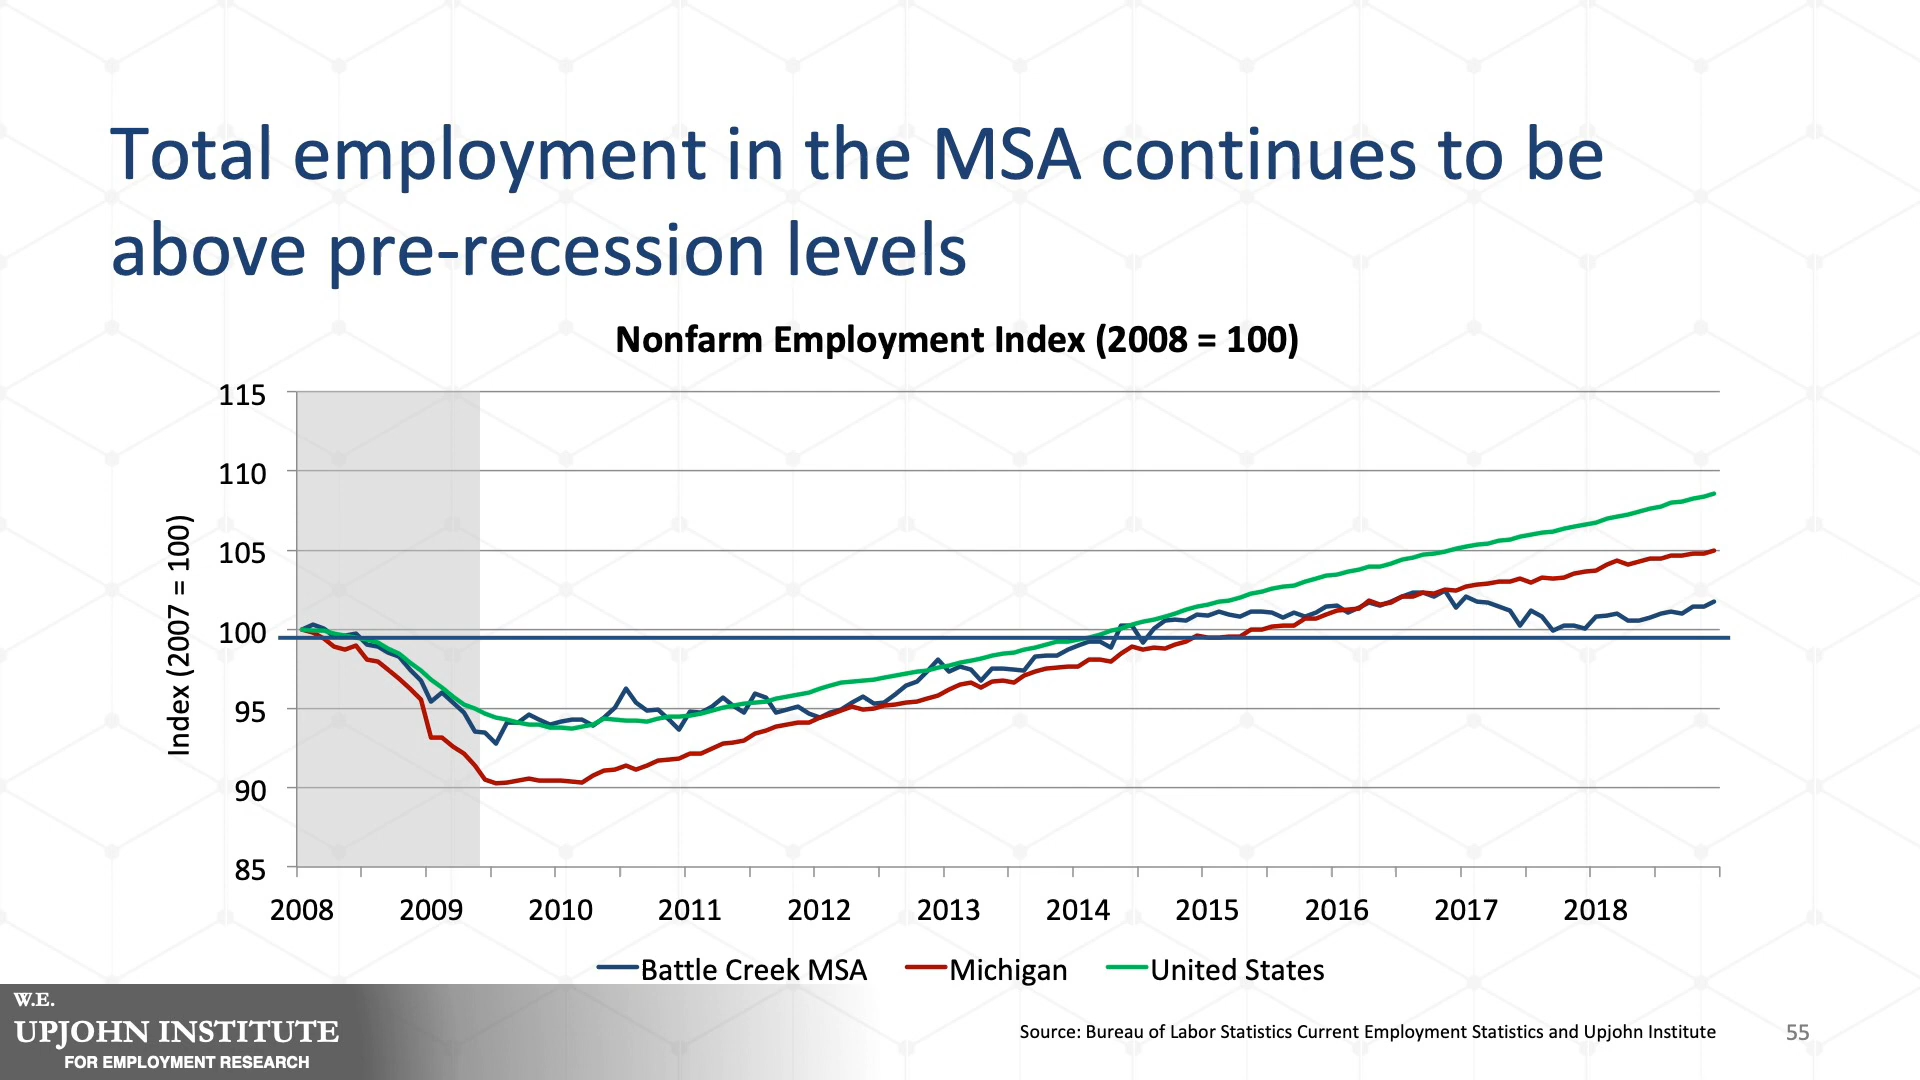 Total employment in the MSA continues to be
above pre-recession levels
Nonfarm Employment Index (2008 = 100)
Index (2007 = 100)
115
110
105
100
95
90
85
2008 2009 2010 2011 2012 2013 2014 2015 2016 2017 2018
Battle Creek MSA Michigan United States
W.E.
UPJOHN INSTITUTE
FOR EMPLOYMENT RESEARCH
Source: Bureau of Labor Statistics Current Employment Statistics and Upjohn Institute
55